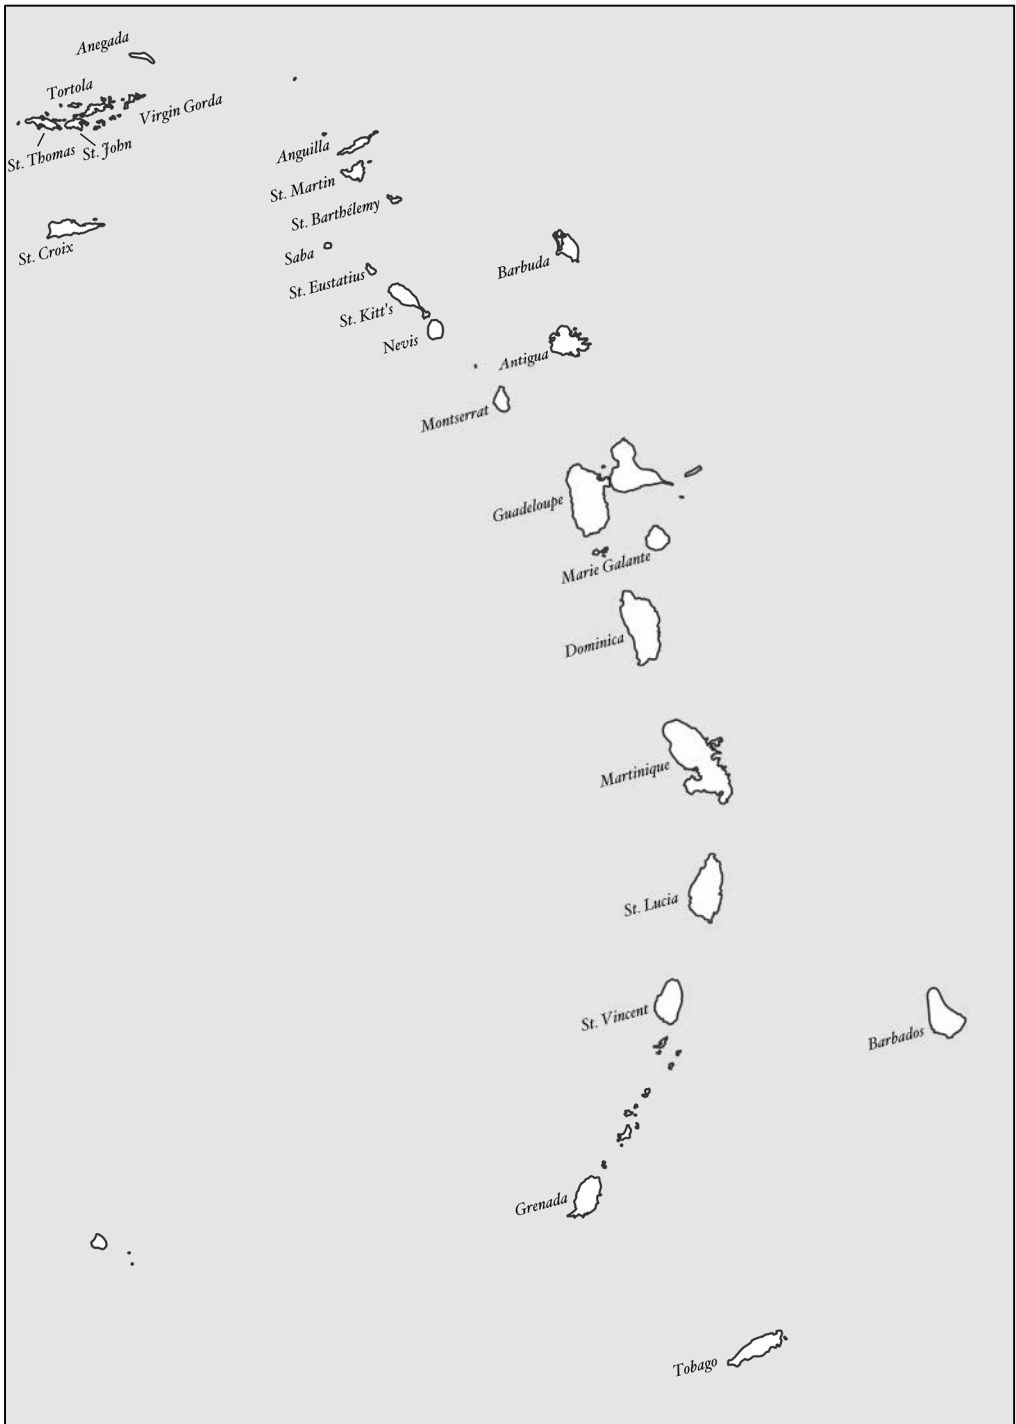 Anegada
Tortola
Virgin Gorda
St. Thomas
St. John
Anguilla
St. Martin
St. Barthélemy
St. Croix
Saba
Barbuda
St. Eustatius
St. Kitt's
Nevis
Antigua
Montserrat
Guadeloupe
Marie Galante
Dominica
Martinique
St. Lucia
St. Vincent
Barbados
Grenada
Tobago